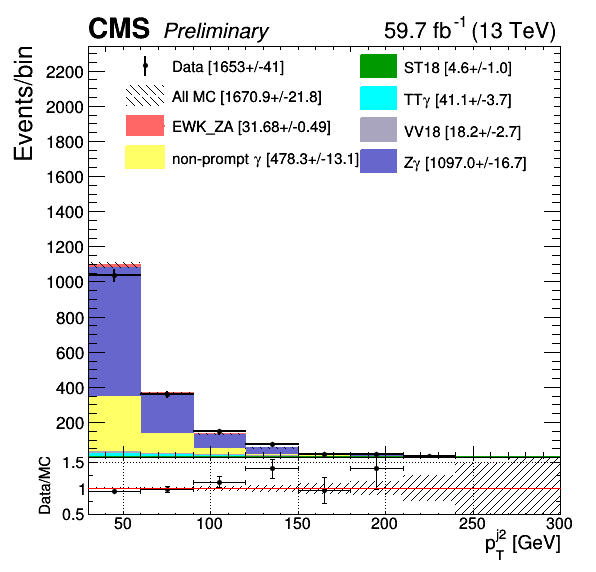 CMS Preliminary 59.7 fb⁻¹ (13 TeV)
Events/bin
Data [1653+/-41]
All MC [1670.9+/-21.8]
EWK_ZA [31.68+/-0.49]
non-prompt γ [478.3+/-13.1]
ST18 [4.6+/-1.0]
TTγ [41.1+/-3.7]
VV18 [18.2+/-2.7]
Zγ [1097.0+/-16.7]
2200
2000
1800
1600
1400
1200
1000
800
600
400
200
Data/MC
1.5
1
0.5
50 100 150 200 250 300
p_T^j2 [GeV]